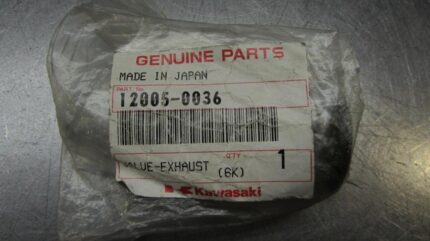 GENUINE PARTS
MADE IN JAPAN
PART No.
12005-0036
VALVE-EXHAUST
(6K)
QTY
1
Kawasaki